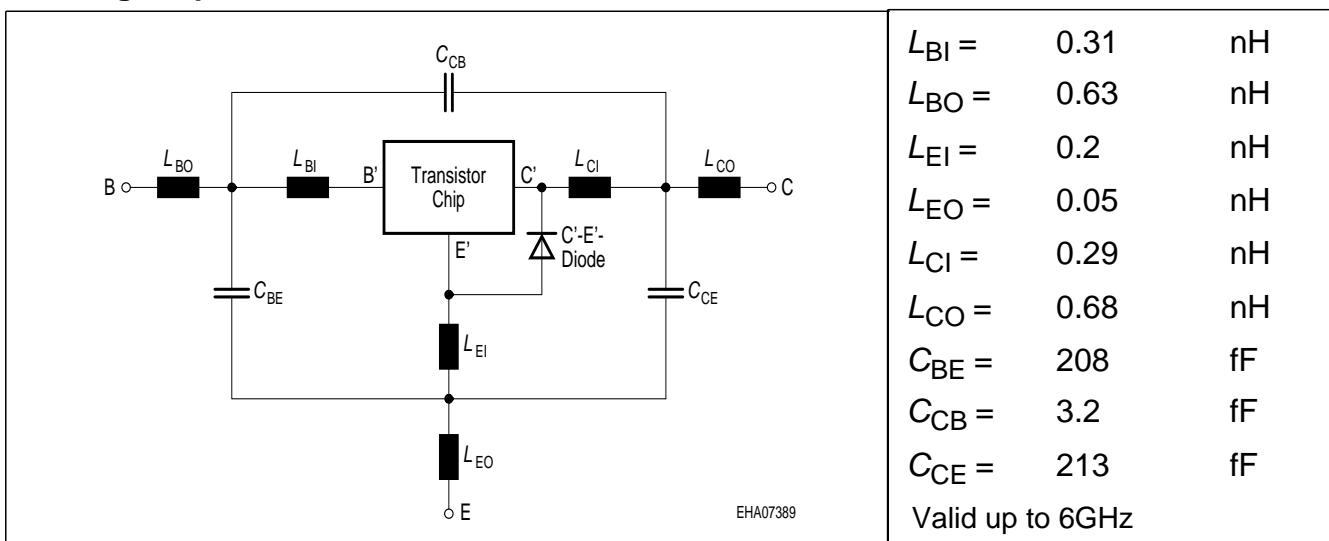 C_CB
L_BO
L_BI
B'
Transistor
Chip
C'
L_CI
L_CO
B
C
E'
C'-E'-
Diode
C_BE
C_CE
L_EI
L_EO
E
EHA07389
L_BI = 0.31 nH
L_BO = 0.63 nH
L_EI = 0.2 nH
L_EO = 0.05 nH
L_CI = 0.29 nH
L_CO = 0.68 nH
C_BE = 208 fF
C_CB = 3.2 fF
C_CE = 213 fF
Valid up to 6GHz